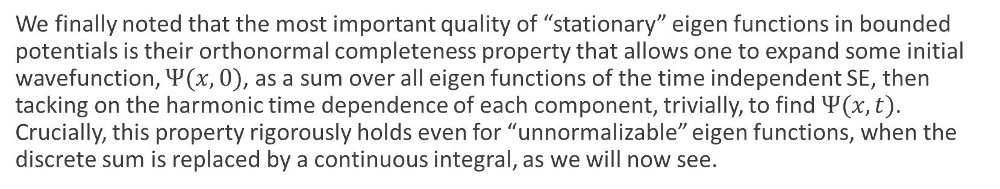 We finally noted that the most important quality of “stationary” eigen functions in bounded
potentials is their orthonormal completeness property that allows one to expand some initial
wavefunction, Ψ(x, 0), as a sum over all eigen functions of the time independent SE, then
tacking on the harmonic time dependence of each component, trivially, to find Ψ(x, t).
Crucially, this property rigorously holds even for “unnormalizable” eigen functions, when the
discrete sum is replaced by a continuous integral, as we will now see.